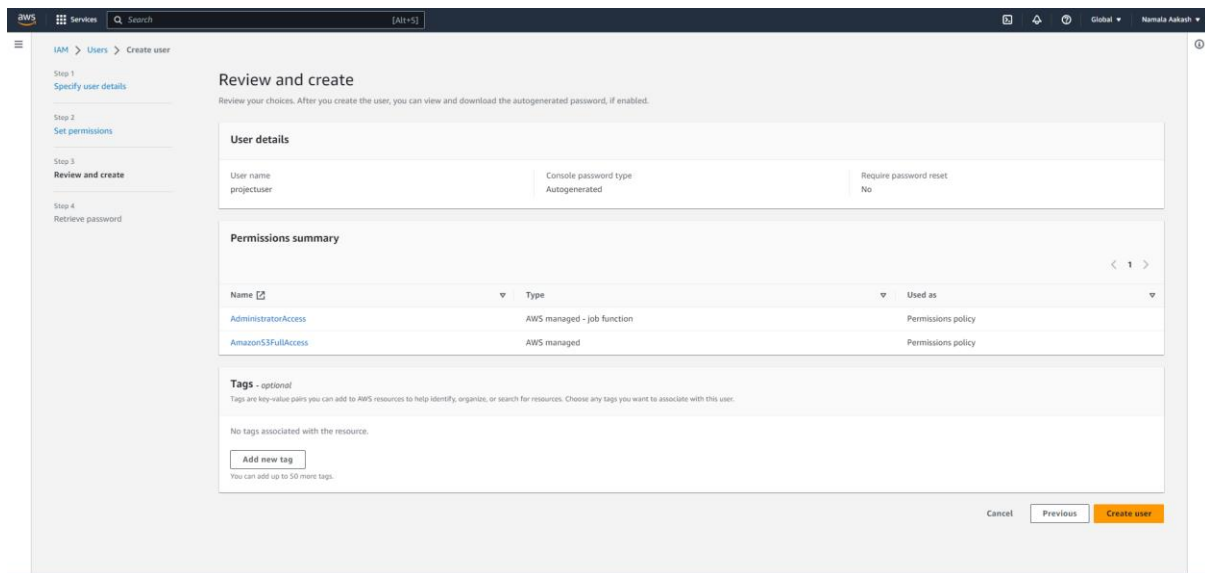 aws Services Search [Alt+S] Global Namala Aakash
IAM > Users > Create user
Step 1
Specify user details
Step 2
Set permissions
Step 3
Review and create
Step 4
Retrieve password
Review and create
Review your choices. After you create the user, you can view and download the autogenerated password, if enabled.
User details
User name Console password type Require password reset
projectuser Autogenerated No
Permissions summary
< 1 >
Name Type Used as
AdministratorAccess AWS managed - job function Permissions policy
AmazonS3FullAccess AWS managed Permissions policy
Tags - optional
Tags are key-value pairs you can add to AWS resources to help identify, organize, or search for resources. Choose any tags you want to associate with this user.
No tags associated with the resource.
Add new tag
You can add up to 50 more tags.
Cancel Previous Create user